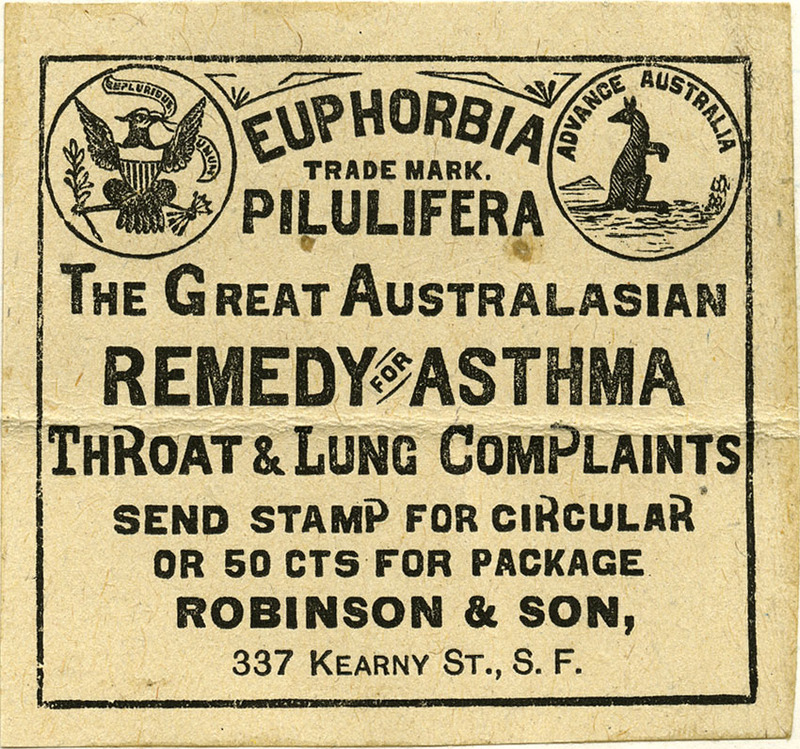 E PLURIBUS
UNUM
ADVANCE AUSTRALIA
EUPHORBIA
TRADE MARK.
PILULIFERA
THE GREAT AUSTRALASIAN
REMEDY FOR ASTHMA
THROAT & LUNG COMPLAINTS
SEND STAMP FOR CIRCULAR
OR 50 CTS FOR PACKAGE
ROBINSON & SON,
337 KEARNY ST., S. F.